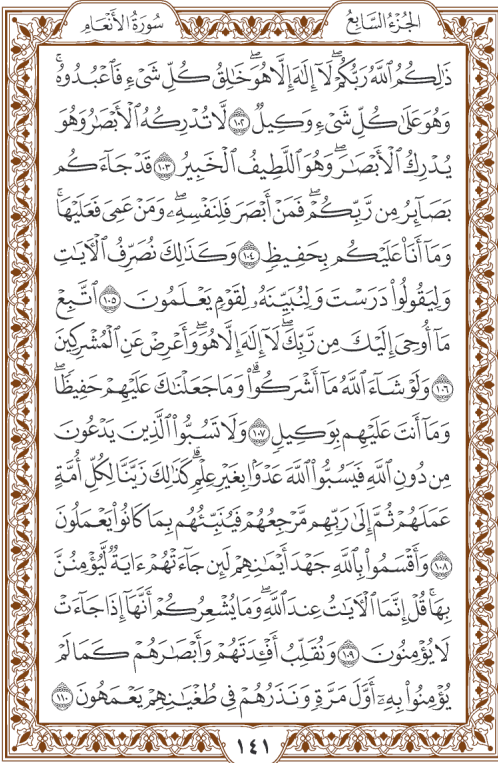 الجزء السابع
سورة الأنعام
ذَٰلِكُمُ ٱللَّهُ رَبُّكُمْ ۖ لَآ إِلَٰهَ إِلَّا هُوَ ۖ خَٰلِقُ كُلِّ شَىْءٍ فَٱعْبُدُوهُ ۚ
وَهُوَ عَلَىٰ كُلِّ شَىْءٍ وَكِيلٌ ١٠٢ لَّا تُدْرِكُهُ ٱلْأَبْصَٰرُ وَهُوَ
يُدْرِكُ ٱلْأَبْصَٰرَ ۖ وَهُوَ ٱللَّطِيفُ ٱلْخَبِيرُ ١٠٣ قَدْ جَآءَكُم
بَصَآئِرُ مِن رَّبِّكُمْ ۖ فَمَنْ أَبْصَرَ فَلِنَفْسِهِۦ ۖ وَمَنْ عَمِىَ فَعَلَيْهَا ۚ
وَمَآ أَنَا۠ عَلَيْكُم بِحَفِيظٍ ١٠٤ وَكَذَٰلِكَ نُصَرِّفُ ٱلْءَايَٰتِ
وَلِيَقُولُوا۟ دَرَسْتَ وَلِنُبَيِّنَهُۥ لِقَوْمٍ يَعْلَمُونَ ١٠٥ ٱتَّبِعْ
مَآ أُوحِىَ إِلَيْكَ مِن رَّبِّكَ ۖ لَآ إِلَٰهَ إِلَّا هُوَ ۖ وَأَعْرِضْ عَنِ ٱلْمُشْرِكِينَ
١٠٦ وَلَوْ شَآءَ ٱللَّهُ مَآ أَشْرَكُوا۟ ۗ وَمَا جَعَلْنَٰكَ عَلَيْهِمْ حَفِيظًا ۖ
وَمَآ أَنتَ عَلَيْهِم بِوَكِيلٍ ١٠٧ وَلَا تَسُبُّوا۟ ٱلَّذِينَ يَدْعُونَ
مِن دُونِ ٱللَّهِ فَيَسُبُّوا۟ ٱللَّهَ عَدْوًۢا بِغَيْرِ عِلْمٍ ۗ كَذَٰلِكَ زَيَّنَّا لِكُلِّ أُمَّةٍ
عَمَلَهُمْ ثُمَّ إِلَىٰ رَبِّهِم مَّرْجِعُهُمْ فَيُنَبِّئُهُم بِمَا كَانُوا۟ يَعْمَلُونَ
١٠٨ وَأَقْسَمُوا۟ بِٱللَّهِ جَهْدَ أَيْمَٰنِهِمْ لَئِن جَآءَتْهُمْ ءَايَةٌ لَّيُؤْمِنُنَّ
بِهَا ۚ قُلْ إِنَّمَا ٱلْءَايَٰتُ عِندَ ٱللَّهِ ۖ وَمَا يُشْعِرُكُمْ أَنَّهَآ إِذَا جَآءَتْ
لَا يُؤْمِنُونَ ١٠٩ وَنُقَلِّبُ أَفْـِٔدَتَهُمْ وَأَبْصَٰرَهُمْ كَمَا لَمْ
يُؤْمِنُوا۟ بِهِۦٓ أَوَّلَ مَرَّةٍ وَنَذَرُهُمْ فِى طُغْيَٰنِهِمْ يَعْمَهُونَ ١١٠
١٤١